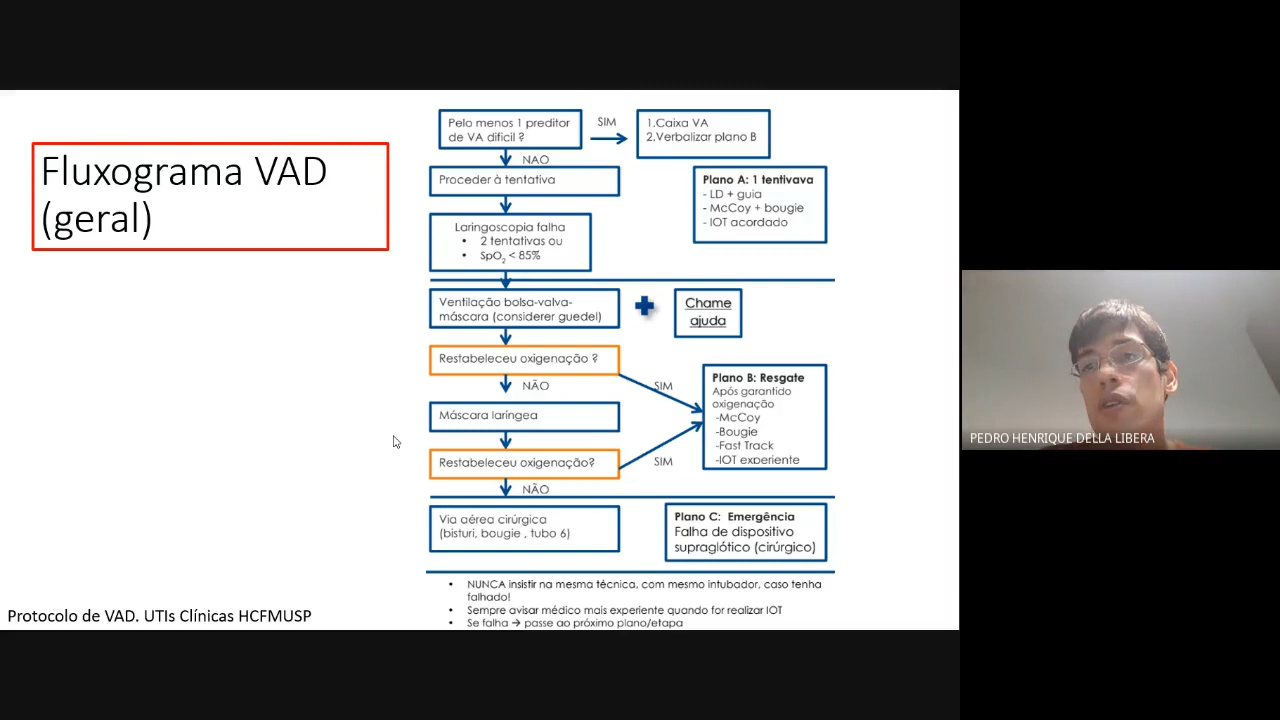 Fluxograma VAD
(geral)
Pelo menos 1 preditor
de VA difícil ?
SIM
1.Caixa VA
2.Verbalizar plano B
NAO
Proceder à tentativa
Plano A: 1 tentivava
- LD + guia
- McCoy + bougie
- IOT acordado
Laringoscopia falha
• 2 tentativas ou
• SpO2 < 85%
Ventilação bolsa-valva-
máscara (considerer guedel)
Chame
ajuda
Restabeleceu oxigenação ?
NÃO
SIM
Plano B: Resgate
Após garantido
oxigenação
-McCoy
-Bougie
-Fast Track
-IOT experiente
Máscara laríngea
Restabeleceu oxigenação?
SIM
NÃO
Via aérea cirúrgica
(bisturi, bougie , tubo 6)
Plano C: Emergência
Falha de dispositivo
supraglótico (cirúrgico)
• NUNCA insistir na mesma técnica, com mesmo intubador, caso tenha
falhado!
• Sempre avisar médico mais experiente quando for realizar IOT
• Se falha → passe ao próximo plano/etapa
Protocolo de VAD. UTIs Clínicas HCFMUSP
PEDRO HENRIQUE DELLA LIBERA